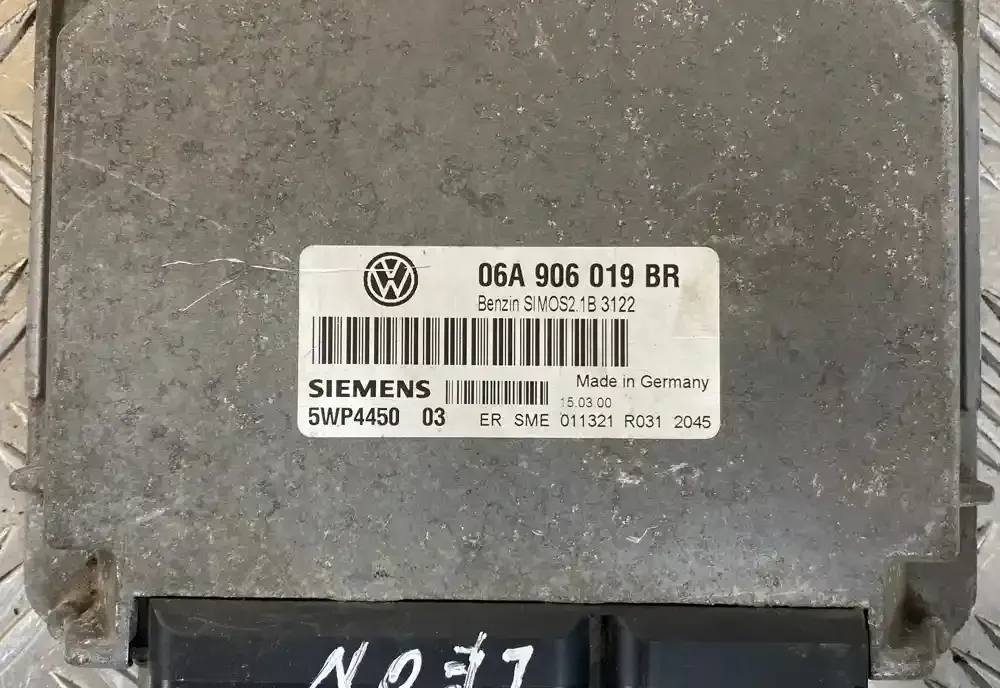 06A 906 019 BR
Benzin SIMOS2.1B 3122
SIEMENS
Made in Germany
15.03.00
5WP4450 03
ER SME 011321 R031 2045
LEON